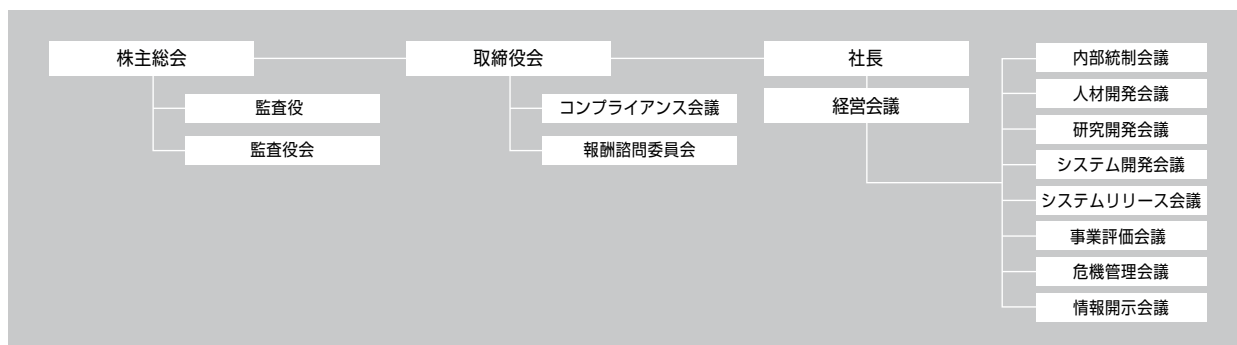 株主総会
監査役
監査役会
取締役会
コンプライアンス会議
報酬諮問委員会
社長
経営会議
内部統制会議
人材開発会議
研究開発会議
システム開発会議
システムリリース会議
事業評価会議
危機管理会議
情報開示会議